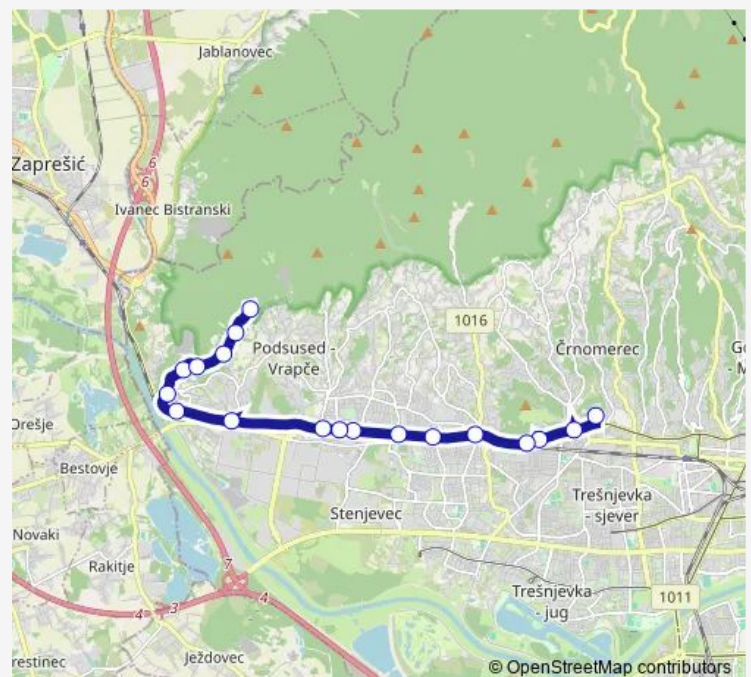 Jablanovec
Zaprešić
6
6
Ivanec Bistranski
1016
Podsused -
Vrapče
Črnomerec
Orešje
Bestovje
Stenjevec
Trešnjevka
- sjever
Novaki
Rakitje
7
4
3
4
Trešnjevka
- jug
1011
Ježdovec
© OpenStreetMap contributors